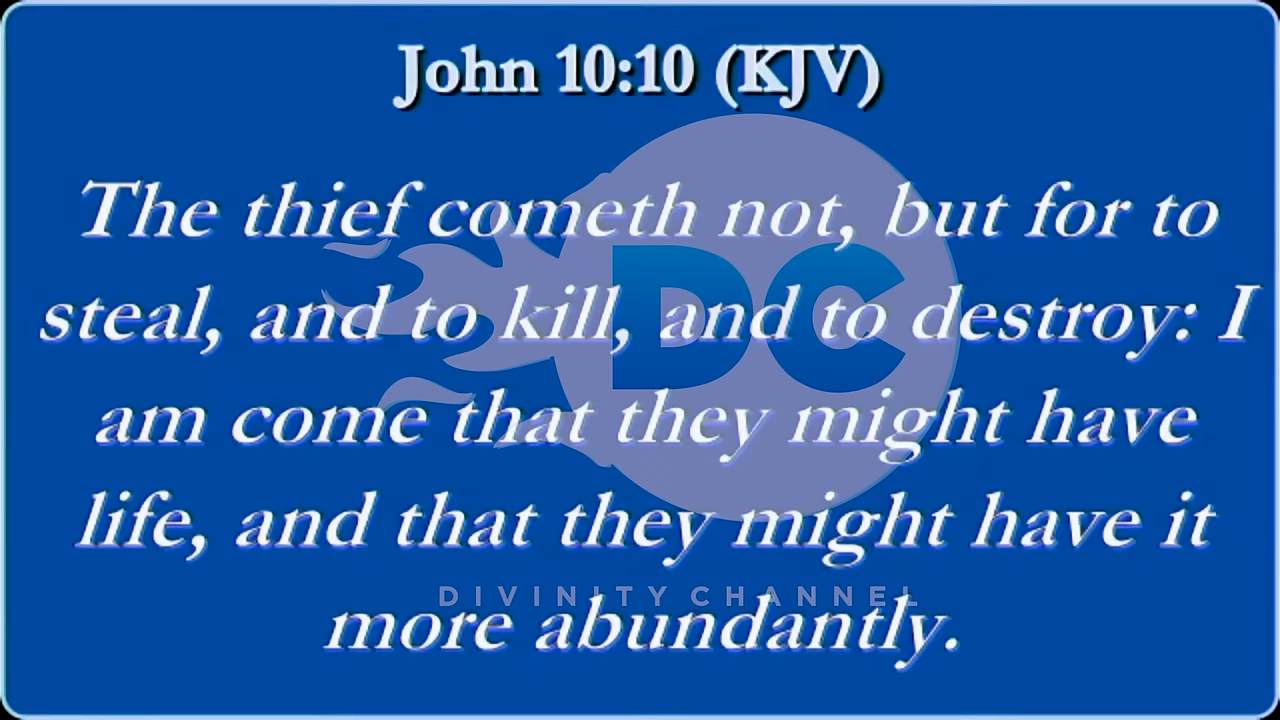 John 10:10 (KJV)
The thief cometh not, but for to
steal, and to kill, and to destroy: I
am come that they might have
life, and that they might have it
more abundantly.
DC
DIVINITY CHANNEL